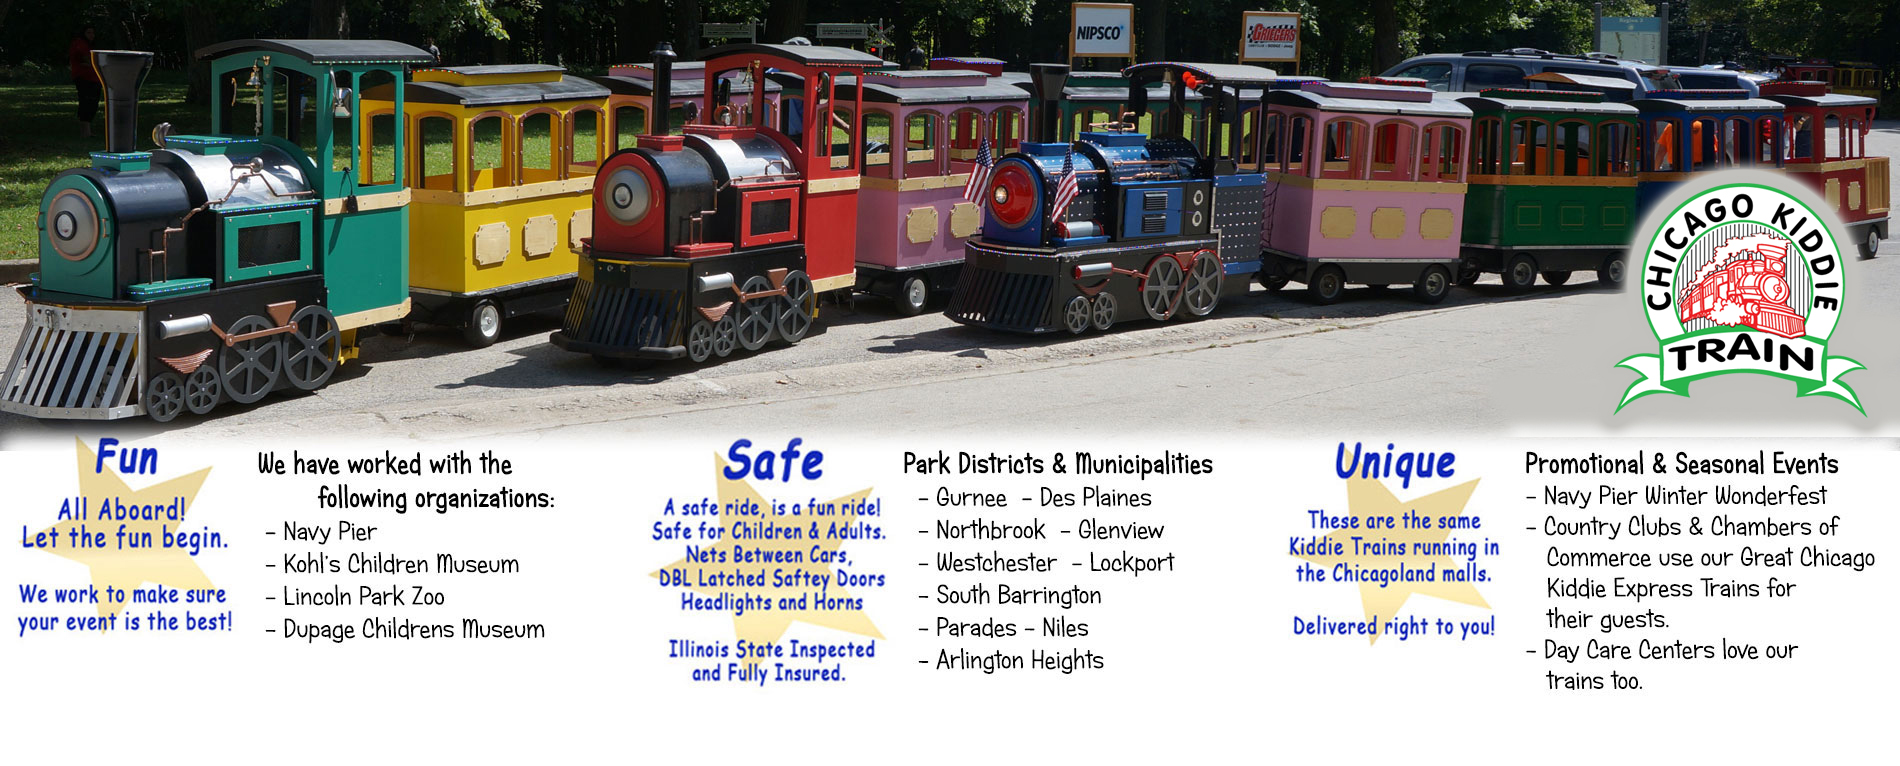 NIPSCO
GRIEGER'S
CHICAGO KIDDIE
TRAIN
Fun
All Aboard!
Let the fun begin.
We work to make sure
your event is the best!
We have worked with the
following organizations:
- Navy Pier
- Kohl's Children Museum
- Lincoln Park Zoo
- Dupage Childrens Museum
Safe
A safe ride, is a fun ride!
Safe for Children & Adults.
Nets Between Cars,
DBL Latched Saftey Doors
Headlights and Horns
Illinois State Inspected
and Fully Insured.
Park Districts & Municipalities
- Gurnee - Des Plaines
- Northbrook - Glenview
- Westchester - Lockport
- South Barrington
- Parades - Niles
- Arlington Heights
Unique
These are the same
Kiddie Trains running in
the Chicagoland malls.
Delivered right to you!
Promotional & Seasonal Events
- Navy Pier Winter Wonderfest
- Country Clubs & Chambers of
Commerce use our Great Chicago
Kiddie Express Trains for
their guests.
- Day Care Centers love our
trains too.